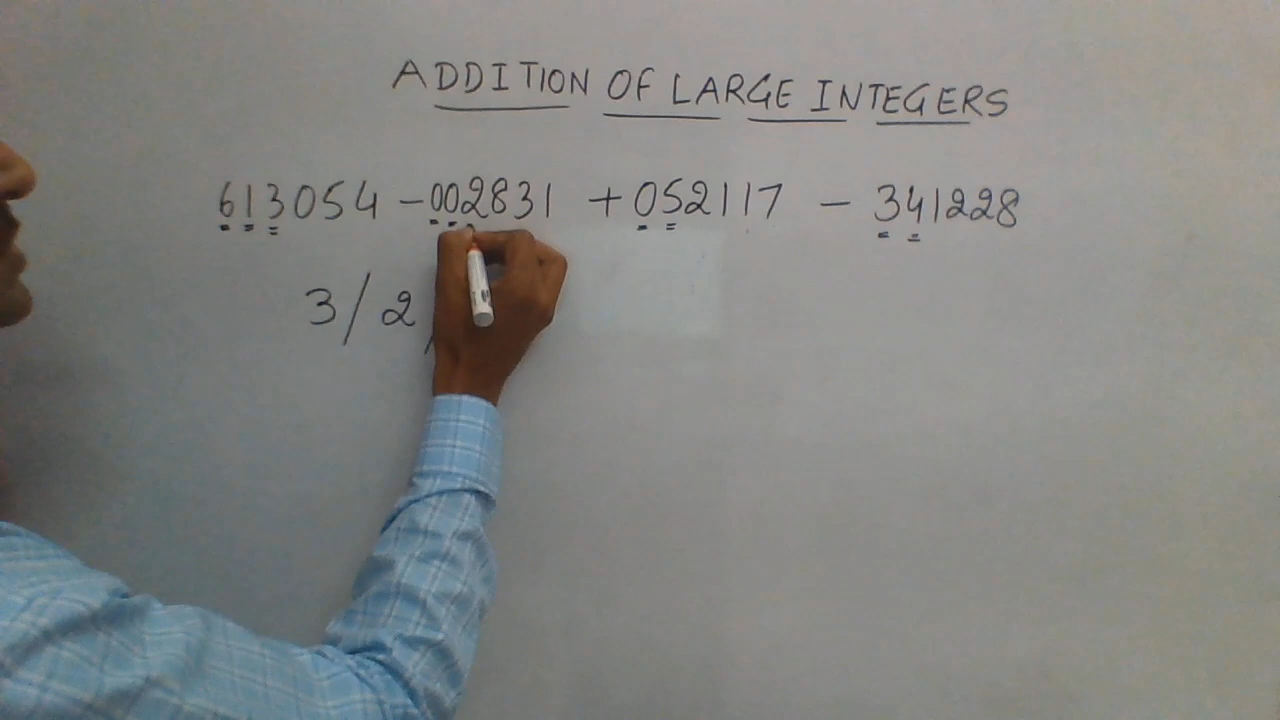 ADDITION OF LARGE INTEGERS
613054 - 002831 + 052117 - 341228
3/2/